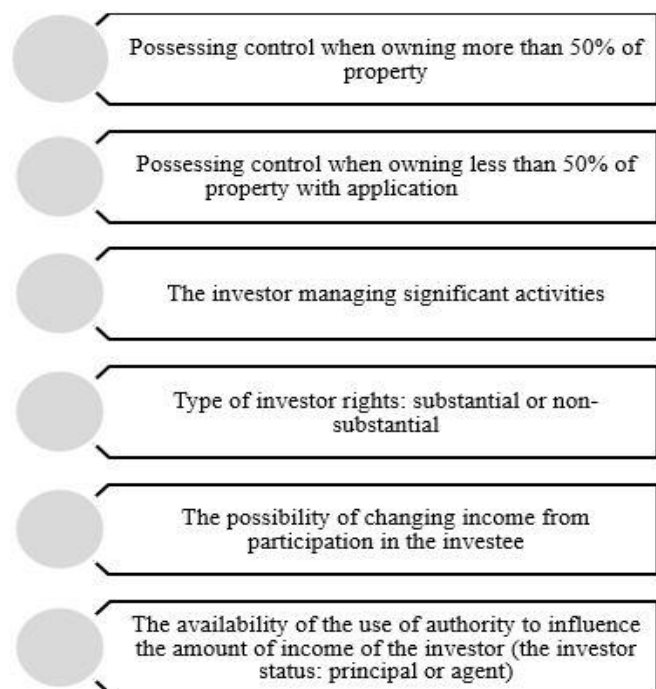 Possessing control when owning more than 50% of
property
Possessing control when owning less than 50% of
property with application
The investor managing significant activities
Type of investor rights: substantial or non-
substantial
The possibility of changing income from
participation in the investee
The availability of the use of authority to influence
the amount of income of the investor (the investor
status: principal or agent)